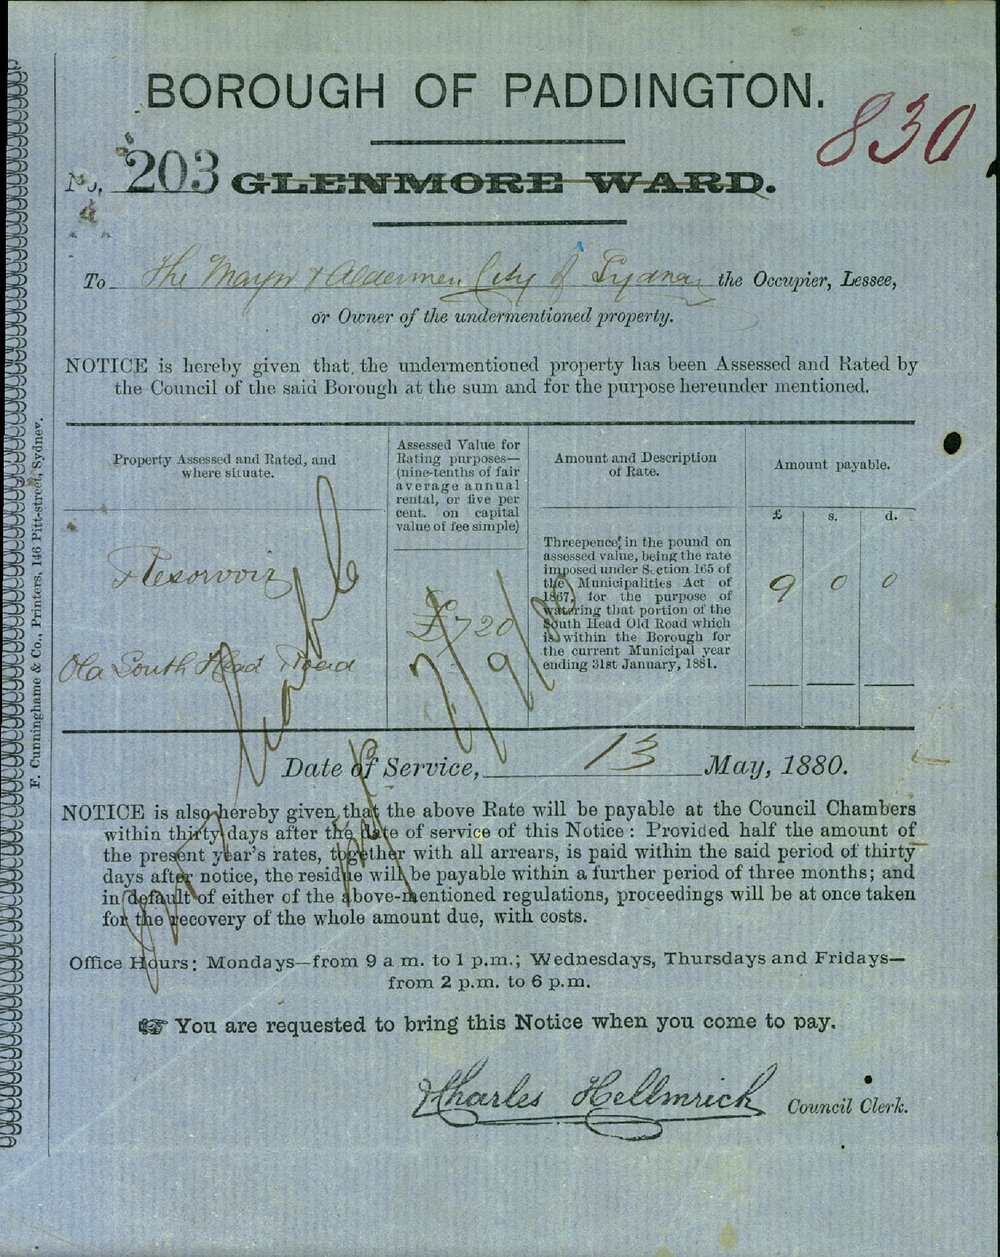 BOROUGH OF PADDINGTON.
830
No. 203 GLENMORE WARD.
To The Mayor & Aldermen City of Sydney the Occupier, Lessee,
or Owner of the undermentioned property.
NOTICE is hereby given that the undermentioned property has been Assessed and Rated by
the Council of the said Borough at the sum and for the purpose hereunder mentioned.
Property Assessed and Rated, and
where situate.
Assessed Value for
Rating purposes—
(nine-tenths of fair
average annual
rental, or five per
cent. on capital
value of fee simple)
Amount and Description
of Rate.
Amount payable.
£ s. d.
Reservoir
Old South Head Road
£720
Threepence in the pound on
assessed value, being the rate
imposed under Section 165 of
the Municipalities Act of
1867, for the purpose of
watering that portion of the
South Head Old Road which
is within the Borough for
the current Municipal year
ending 31st January, 1881.
9 0 0
Date of Service, 13 May, 1880.
NOTICE is also hereby given that the above Rate will be payable at the Council Chambers
within thirty days after the date of service of this Notice: Provided half the amount of
the present year's rates, together with all arrears, is paid within the said period of thirty
days after notice, the residue will be payable within a further period of three months; and
in default of either of the above-mentioned regulations, proceedings will be at once taken
for the recovery of the whole amount due, with costs.
Office Hours: Mondays—from 9 a m. to 1 p.m.; Wednesdays, Thursdays and Fridays—
from 2 p.m. to 6 p.m.
☞ You are requested to bring this Notice when you come to pay.
Charles Hellmrich Council Clerk.
F. Cunninghame & Co., Printers, 146 Pitt-street, Sydney.